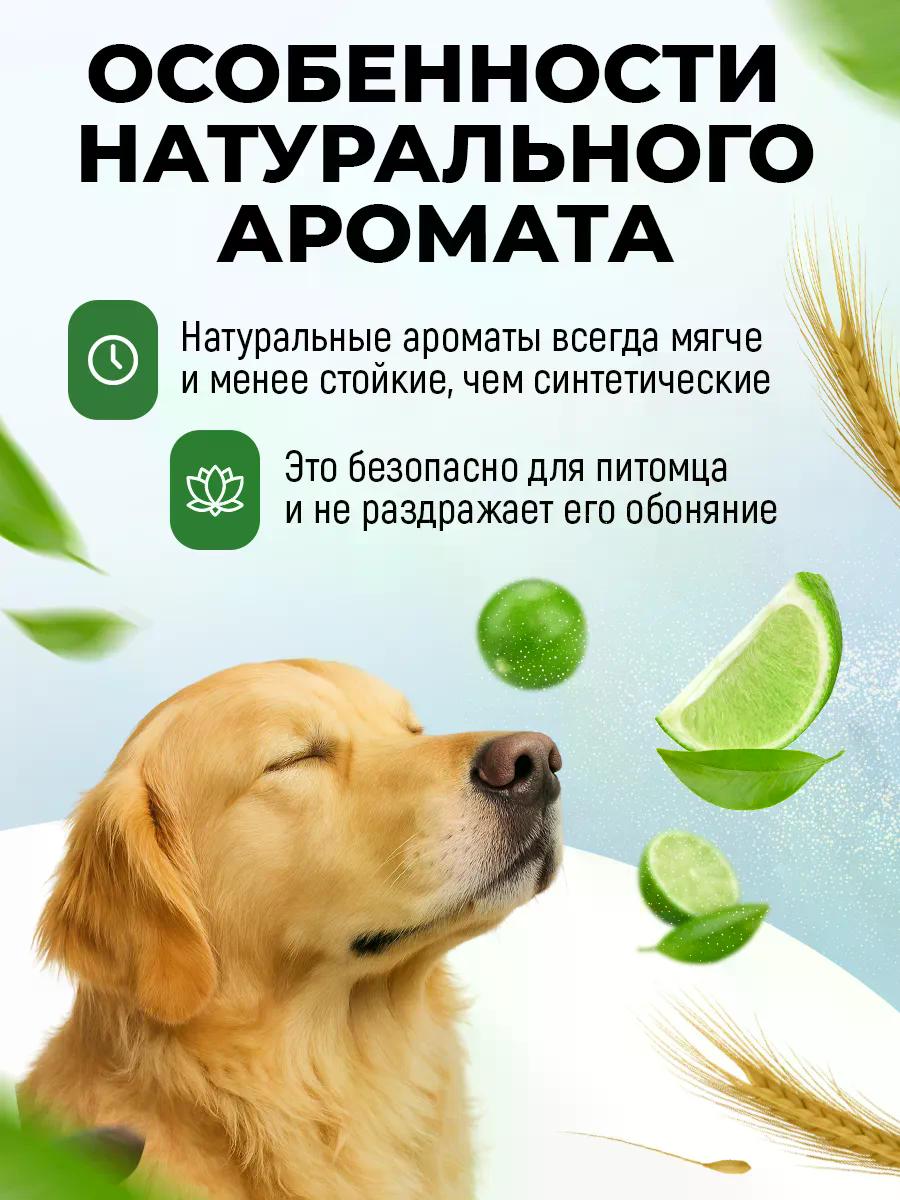 ОСОБЕННОСТИ
НАТУРАЛЬНОГО
АРОМАТА
Натуральные ароматы всегда мягче
и менее стойкие, чем синтетические
Это безопасно для питомца
и не раздражает его обоняние